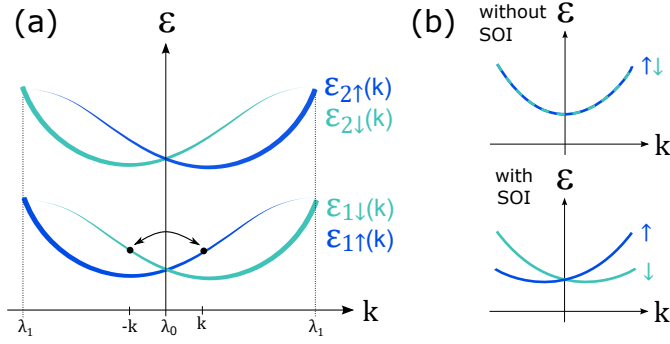 (a)
ε
ε2↑(k)
ε2↓(k)
ε1↓(k)
ε1↑(k)
λ1 -k λ0 k λ1 k
(b)
without
SOI
ε
↑↓
k
with
SOI
ε
↑
↓
k